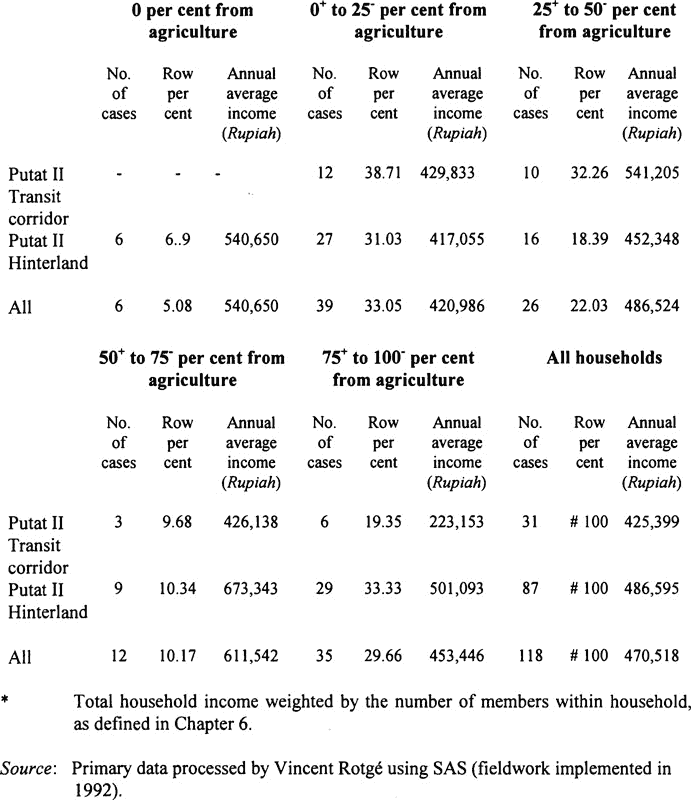 0 per cent from agriculture 0+ to 25- per cent from agriculture 25+ to 50- per cent from agriculture
No. of cases Row per cent Annual average income (Rupiah) No. of cases Row per cent Annual average income (Rupiah) No. of cases Row per cent Annual average income (Rupiah)
Putat II Transit corridor - - - 12 38.71 429,833 10 32.26 541,205
Putat II Hinterland 6 6..9 540,650 27 31.03 417,055 16 18.39 452,348
All 6 5.08 540,650 39 33.05 420,986 26 22.03 486,524
50+ to 75- per cent from agriculture 75+ to 100- per cent from agriculture All households
No. of cases Row per cent Annual average income (Rupiah) No. of cases Row per cent Annual average income (Rupiah) No. of cases Row per cent Annual average income (Rupiah)
Putat II Transit corridor 3 9.68 426,138 6 19.35 223,153 31 # 100 425,399
Putat II Hinterland 9 10.34 673,343 29 33.33 501,093 87 # 100 486,595
All 12 10.17 611,542 35 29.66 453,446 118 # 100 470,518
* Total household income weighted by the number of members within household,
as defined in Chapter 6.
Source: Primary data processed by Vincent Rotgé using SAS (fieldwork implemented in
1992).